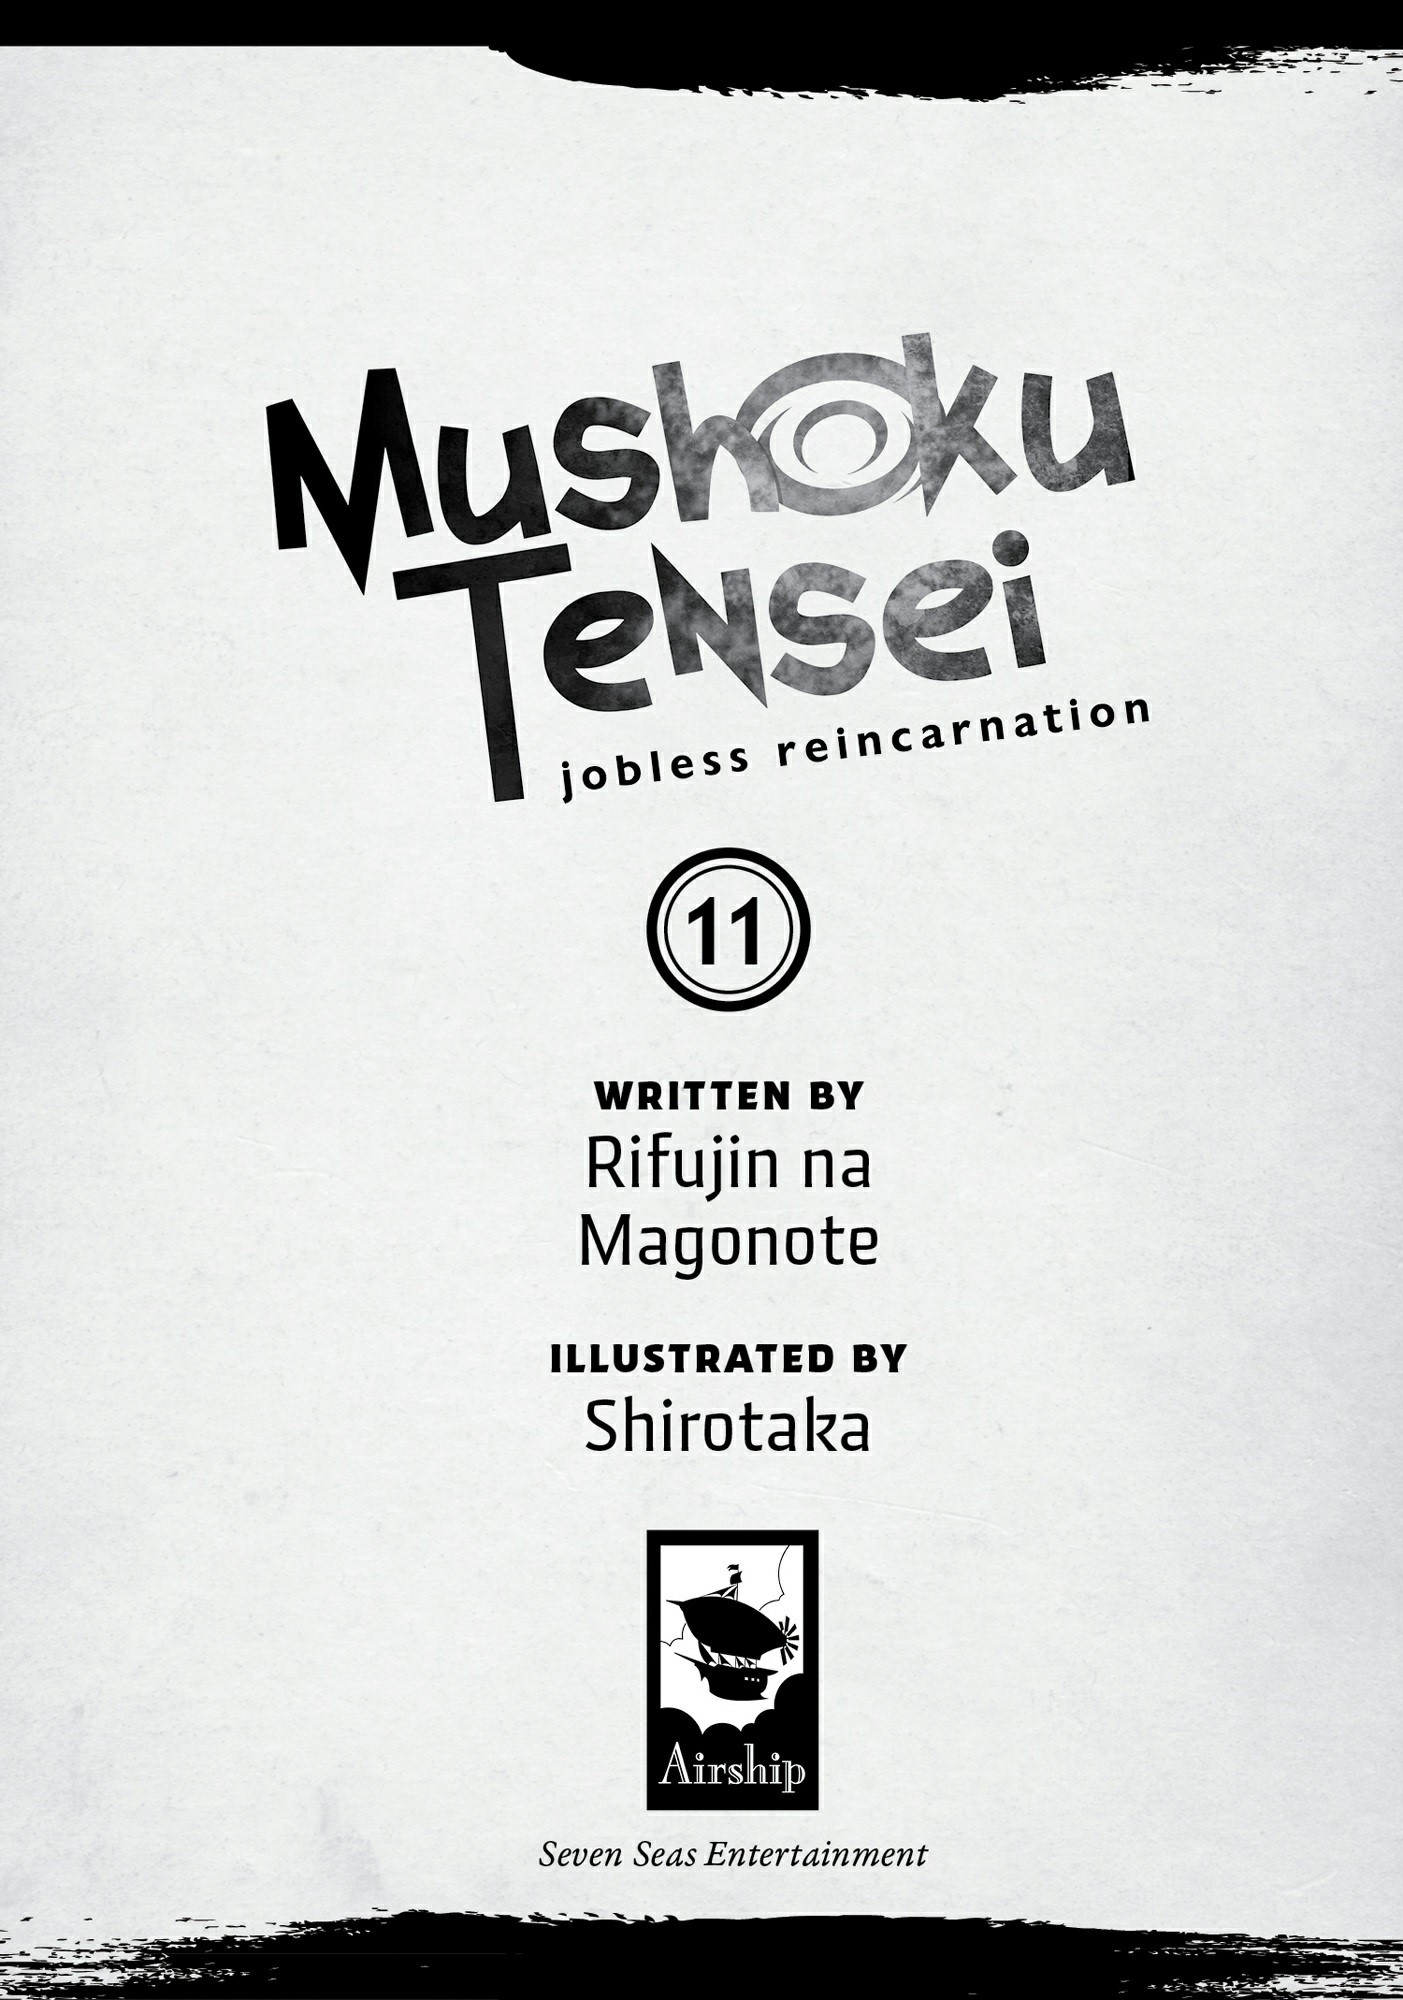 Mushoku
Tensei
jobless reincarnation
11
WRITTEN BY
Rifujin na
Magonote
ILLUSTRATED BY
Shirotaka
Airship
Seven Seas Entertainment